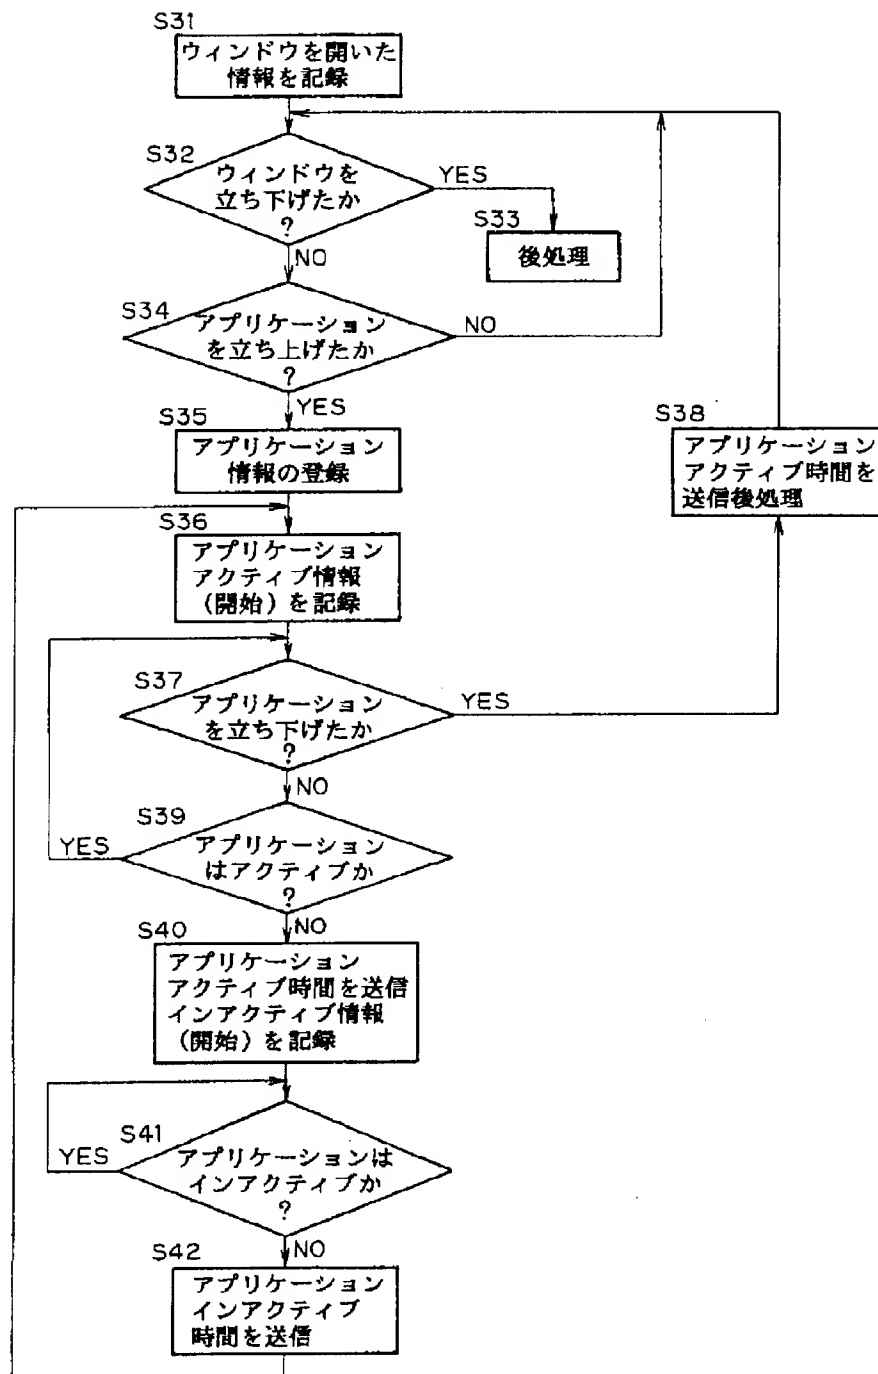 S31
ウィンドウを開いた
情報を記録
S32
ウィンドウを
立ち下げたか
?
YES
S33
後処理
NO
S34
アプリケーション
を立ち上げたか
?
NO
YES
S35
アプリケーション
情報の登録
S38
アプリケーション
アクティブ時間を
送信後処理
S36
アプリケーション
アクティブ情報
(開始)を記録
S37
アプリケーション
を立ち下げたか
?
YES
NO
S39
YES
アプリケーション
はアクティブか
?
NO
S40
アプリケーション
アクティブ時間を送信
インアクティブ情報
(開始)を記録
S41
YES
アプリケーションは
インアクティブか
?
NO
S42
アプリケーション
インアクティブ
時間を送信